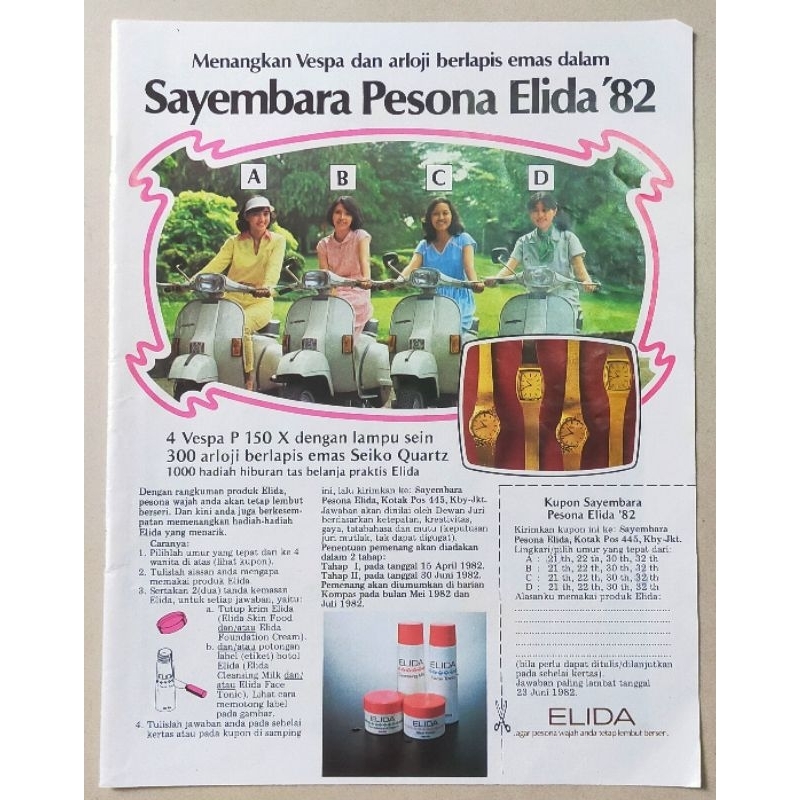 Menangkan Vespa dan arloji berlapis emas dalam
Sayembara Pesona Elida '82
A B C D
4 Vespa P 150 X dengan lampu sein
300 arloji berlapis emas Seiko Quartz
1000 hadiah hiburan tas belanja praktis Elida
Dengan rangkuman produk Elida,
pesona wajah anda akan tetap lembut
berseri. Dan kini anda juga berkesem-
patan memenangkan hadiah-hadiah
Elida yang menarik.
Caranya:
1. Pilihlah umur yang tepat dari ke 4
wanita di atas (lihat kupon).
2. Tulislah alasan anda mengapa
memakai produk Elida.
3. Sertakan 2(dua) tanda kemasan
Elida, untuk setiap jawaban, yaitu:
a. Tutup krim Elida
(Elida Skin Food
dan/atau Elida
Foundation Cream).
b. dan/atau potongan
label (etiket) botol
Elida (Elida
Cleansing Milk dan/
atau Elida Face
Tonic). Lihat cara
memotong label
pada gambar.
4. Tulislah jawaban anda pada sehelai
kertas atau pada kupon di samping
ini, lalu kirimkan ke: Sayembara
Pesona Elida, Kotak Pos 445, Kby-Jkt.
Jawaban akan dinilai oleh Dewan Juri
berdasarkan ketepatan, kreativitas,
gaya, tatabahasa dan mutu (keputusan
juri mutlak, tak dapat digugat).
Penentuan pemenang akan diadakan
dalam 2 tahap:
Tahap I, pada tanggal 15 April 1982.
Tahap II, pada tanggal 30 Juni 1982.
Pemenang akan diumumkan di harian
Kompas pada bulan Mei 1982 dan
Juli 1982.
ELIDA
ELIDA
Kupon Sayembara
Pesona Elida '82
Kirimkan kupon ini ke: Sayembara
Pesona Elida, Kotak Pos 445, Kby-Jkt.
Lingkari/pilih umur yang tepat dari:
A : 21 th, 22 th, 30 th, 32 th
B : 21 th, 22 th, 30 th, 32 th
C : 21 th, 22 th, 30 th, 32 th
D : 21 th, 22 th, 30 th, 32 th
Alasanku memakai produk Elida:
(bila perlu dapat ditulis/dilanjutkan
pada sehelai kertas).
Jawaban paling lambat tanggal
23 Juni 1982.
ELIDA
..agar pesona wajah anda tetap lembut berseri.